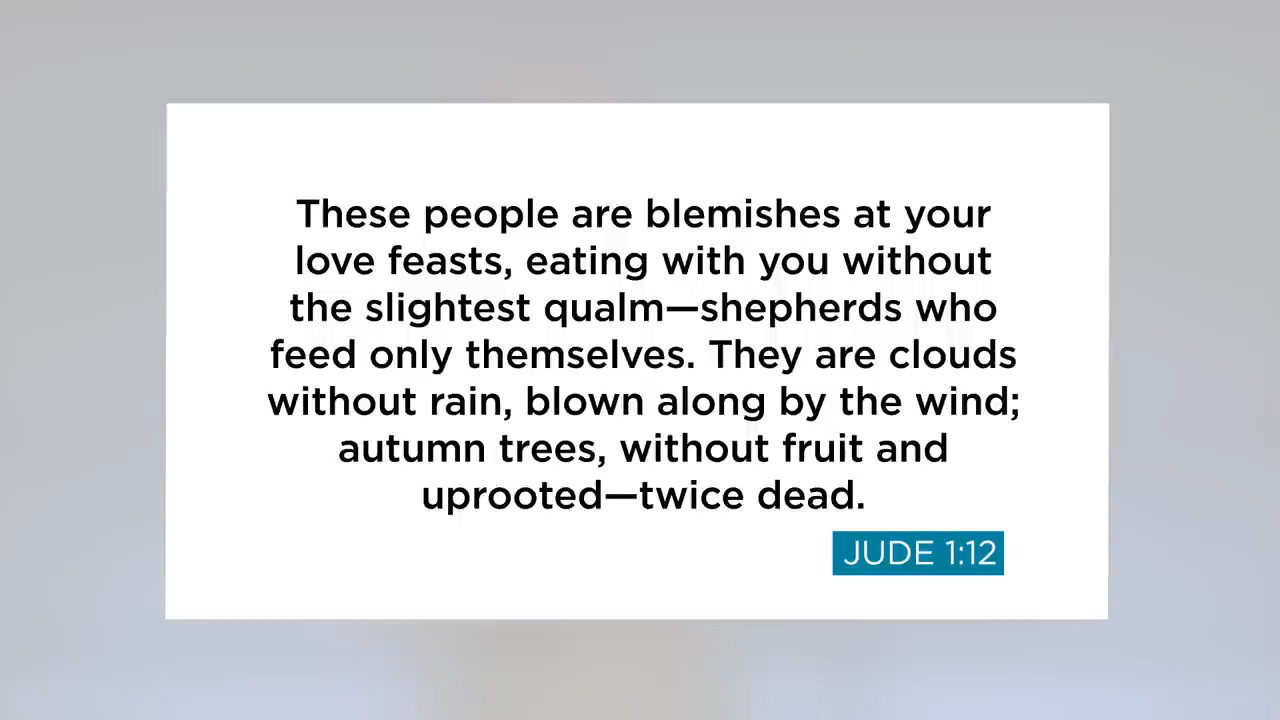 These people are blemishes at your
love feasts, eating with you without
the slightest qualm—shepherds who
feed only themselves. They are clouds
without rain, blown along by the wind;
autumn trees, without fruit and
uprooted—twice dead.
JUDE 1:12